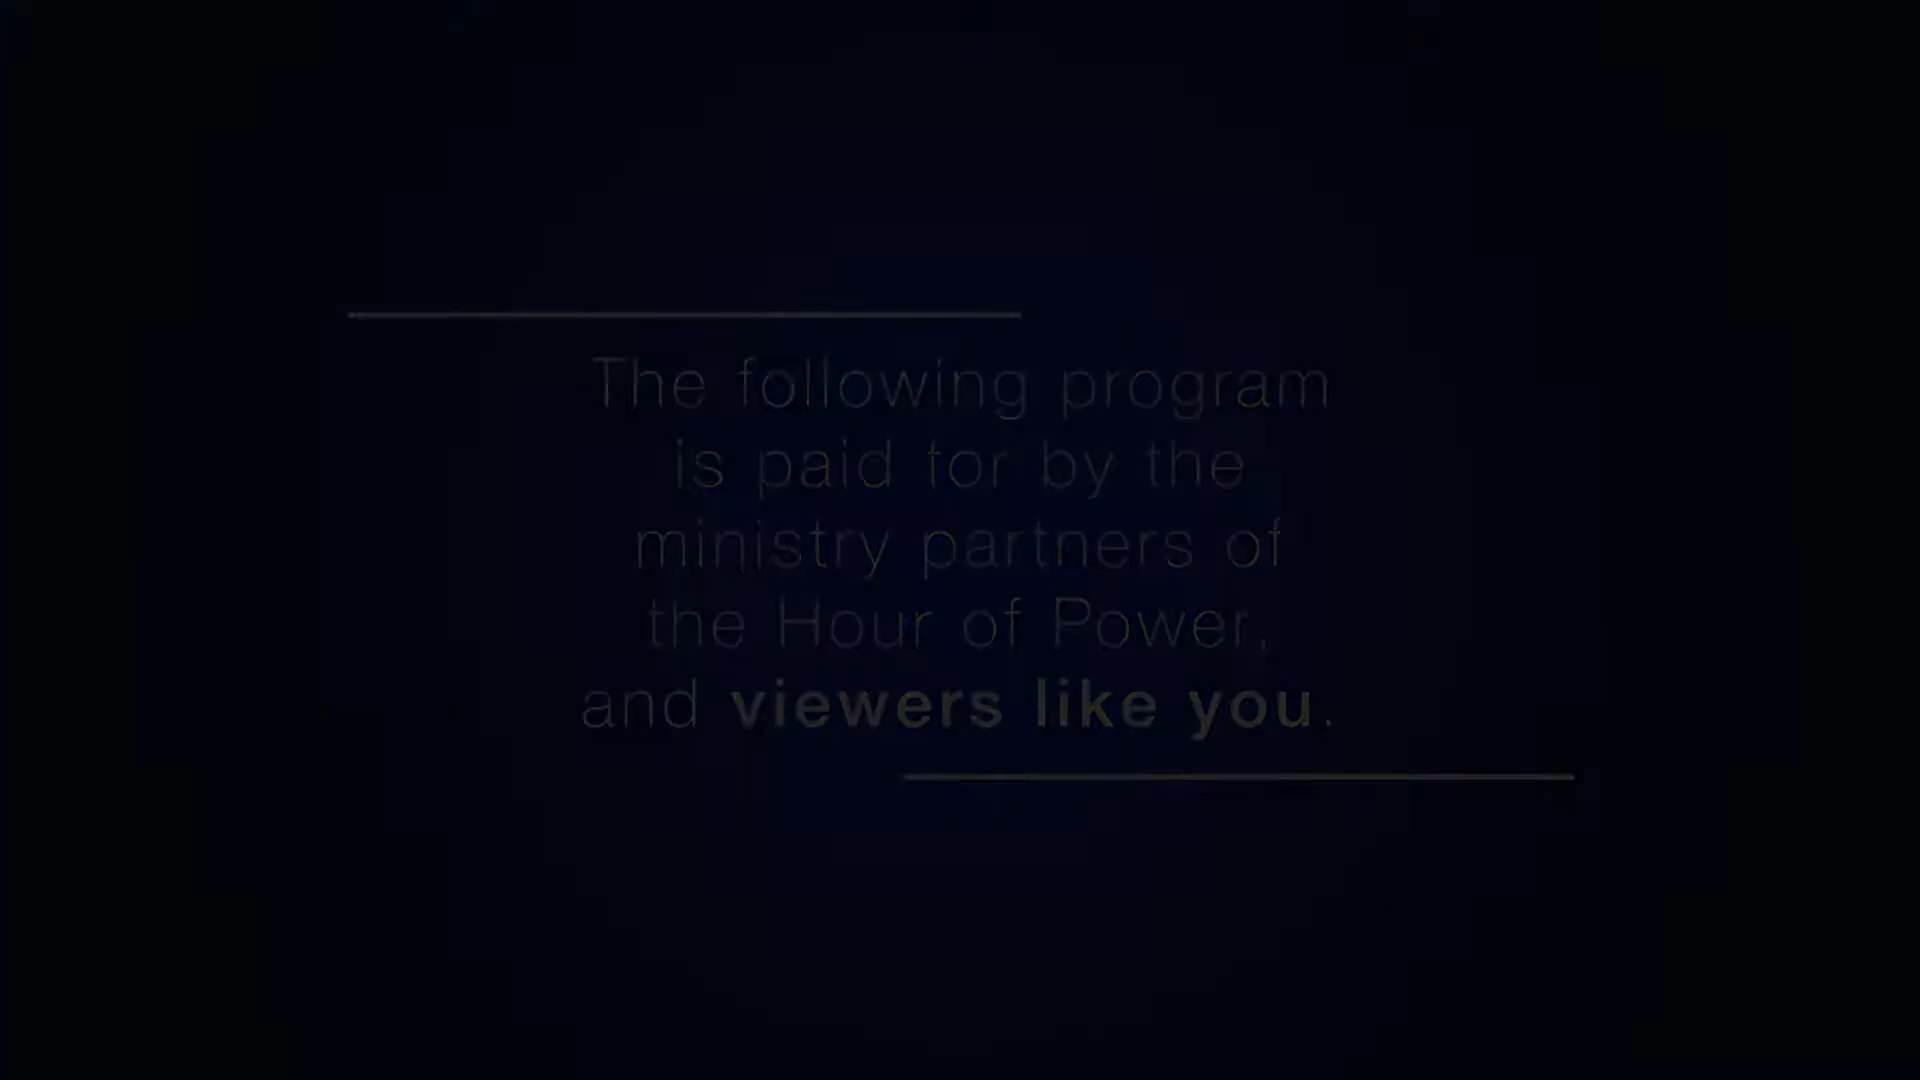 The following program
is paid for by the
ministry partners of
the Hour of Power,
and viewers like you.